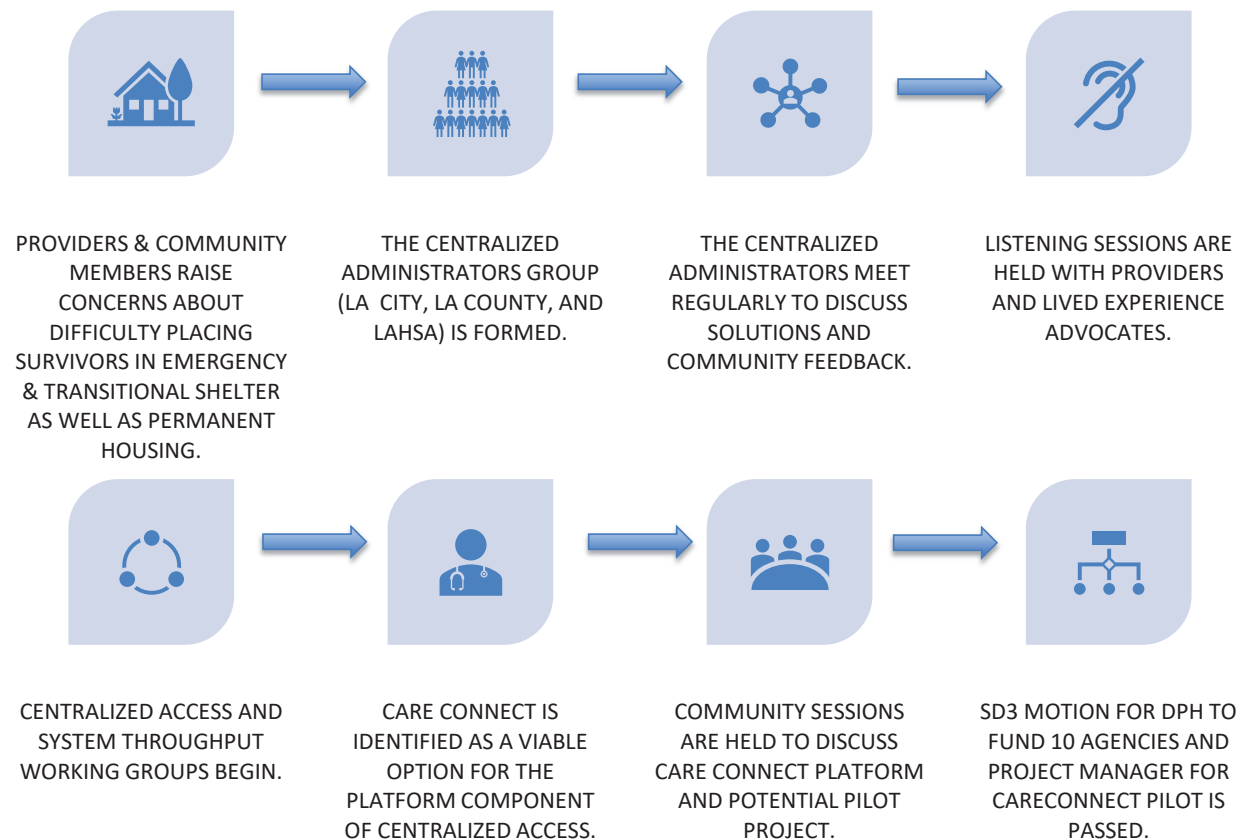 PROVIDERS & COMMUNITY
MEMBERS RAISE
CONCERNS ABOUT
DIFFICULTY PLACING
SURVIVORS IN EMERGENCY
& TRANSITIONAL SHELTER
AS WELL AS PERMANENT
HOUSING.
THE CENTRALIZED
ADMINISTRATORS GROUP
(LA CITY, LA COUNTY, AND
LAHSA) IS FORMED.
THE CENTRALIZED
ADMINISTRATORS MEET
REGULARLY TO DISCUSS
SOLUTIONS AND
COMMUNITY FEEDBACK.
LISTENING SESSIONS ARE
HELD WITH PROVIDERS
AND LIVED EXPERIENCE
ADVOCATES.
CENTRALIZED ACCESS AND
SYSTEM THROUGHPUT
WORKING GROUPS BEGIN.
CARE CONNECT IS
IDENTIFIED AS A VIABLE
OPTION FOR THE
PLATFORM COMPONENT
OF CENTRALIZED ACCESS.
COMMUNITY SESSIONS
ARE HELD TO DISCUSS
CARE CONNECT PLATFORM
AND POTENTIAL PILOT
PROJECT.
SD3 MOTION FOR DPH TO
FUND 10 AGENCIES AND
PROJECT MANAGER FOR
CARECONNECT PILOT IS
PASSED.